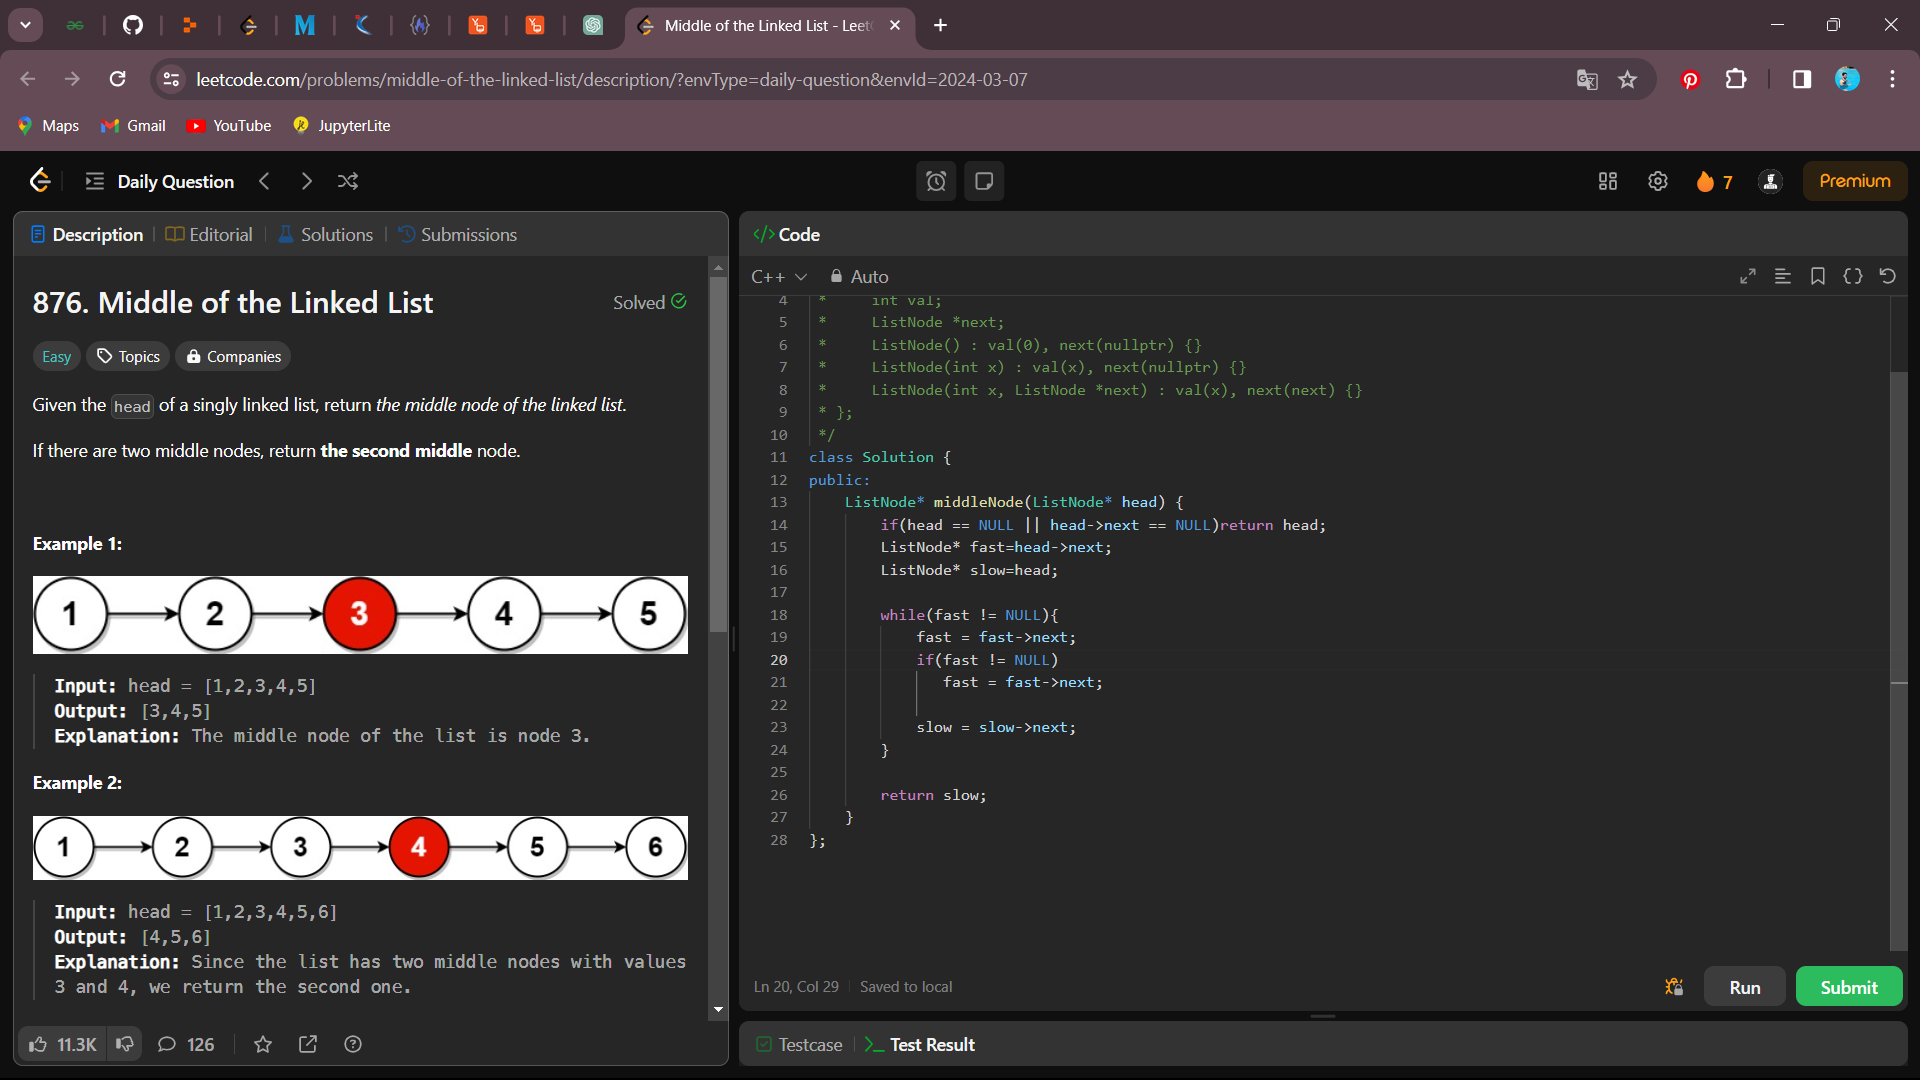 Middle of the Linked List - Leet
leetcode.com/problems/middle-of-the-linked-list/description/?envType=daily-question&envId=2024-03-07
Maps Gmail YouTube JupyterLite
Daily Question 7 Premium
Description Editorial Solutions Submissions
876. Middle of the Linked List Solved
Easy Topics Companies
Given the head of a singly linked list, return the middle node of the linked list.
If there are two middle nodes, return the second middle node.
Example 1:
1 2 3 4 5
Input: head = [1,2,3,4,5]
Output: [3,4,5]
Explanation: The middle node of the list is node 3.
Example 2:
1 2 3 4 5 6
Input: head = [1,2,3,4,5,6]
Output: [4,5,6]
Explanation: Since the list has two middle nodes with values
3 and 4, we return the second one.
11.3K 126
</> Code
C++ Auto
4 * int val;
5 * ListNode *next;
6 * ListNode() : val(0), next(nullptr) {}
7 * ListNode(int x) : val(x), next(nullptr) {}
8 * ListNode(int x, ListNode *next) : val(x), next(next) {}
9 * };
10 */
11 class Solution {
12 public:
13 ListNode* middleNode(ListNode* head) {
14 if(head == NULL || head->next == NULL)return head;
15 ListNode* fast=head->next;
16 ListNode* slow=head;
17
18 while(fast != NULL){
19 fast = fast->next;
20 if(fast != NULL)
21 fast = fast->next;
22
23 slow = slow->next;
24 }
25
26 return slow;
27 }
28 };
Ln 20, Col 29 Saved to local Run Submit
Testcase >_ Test Result